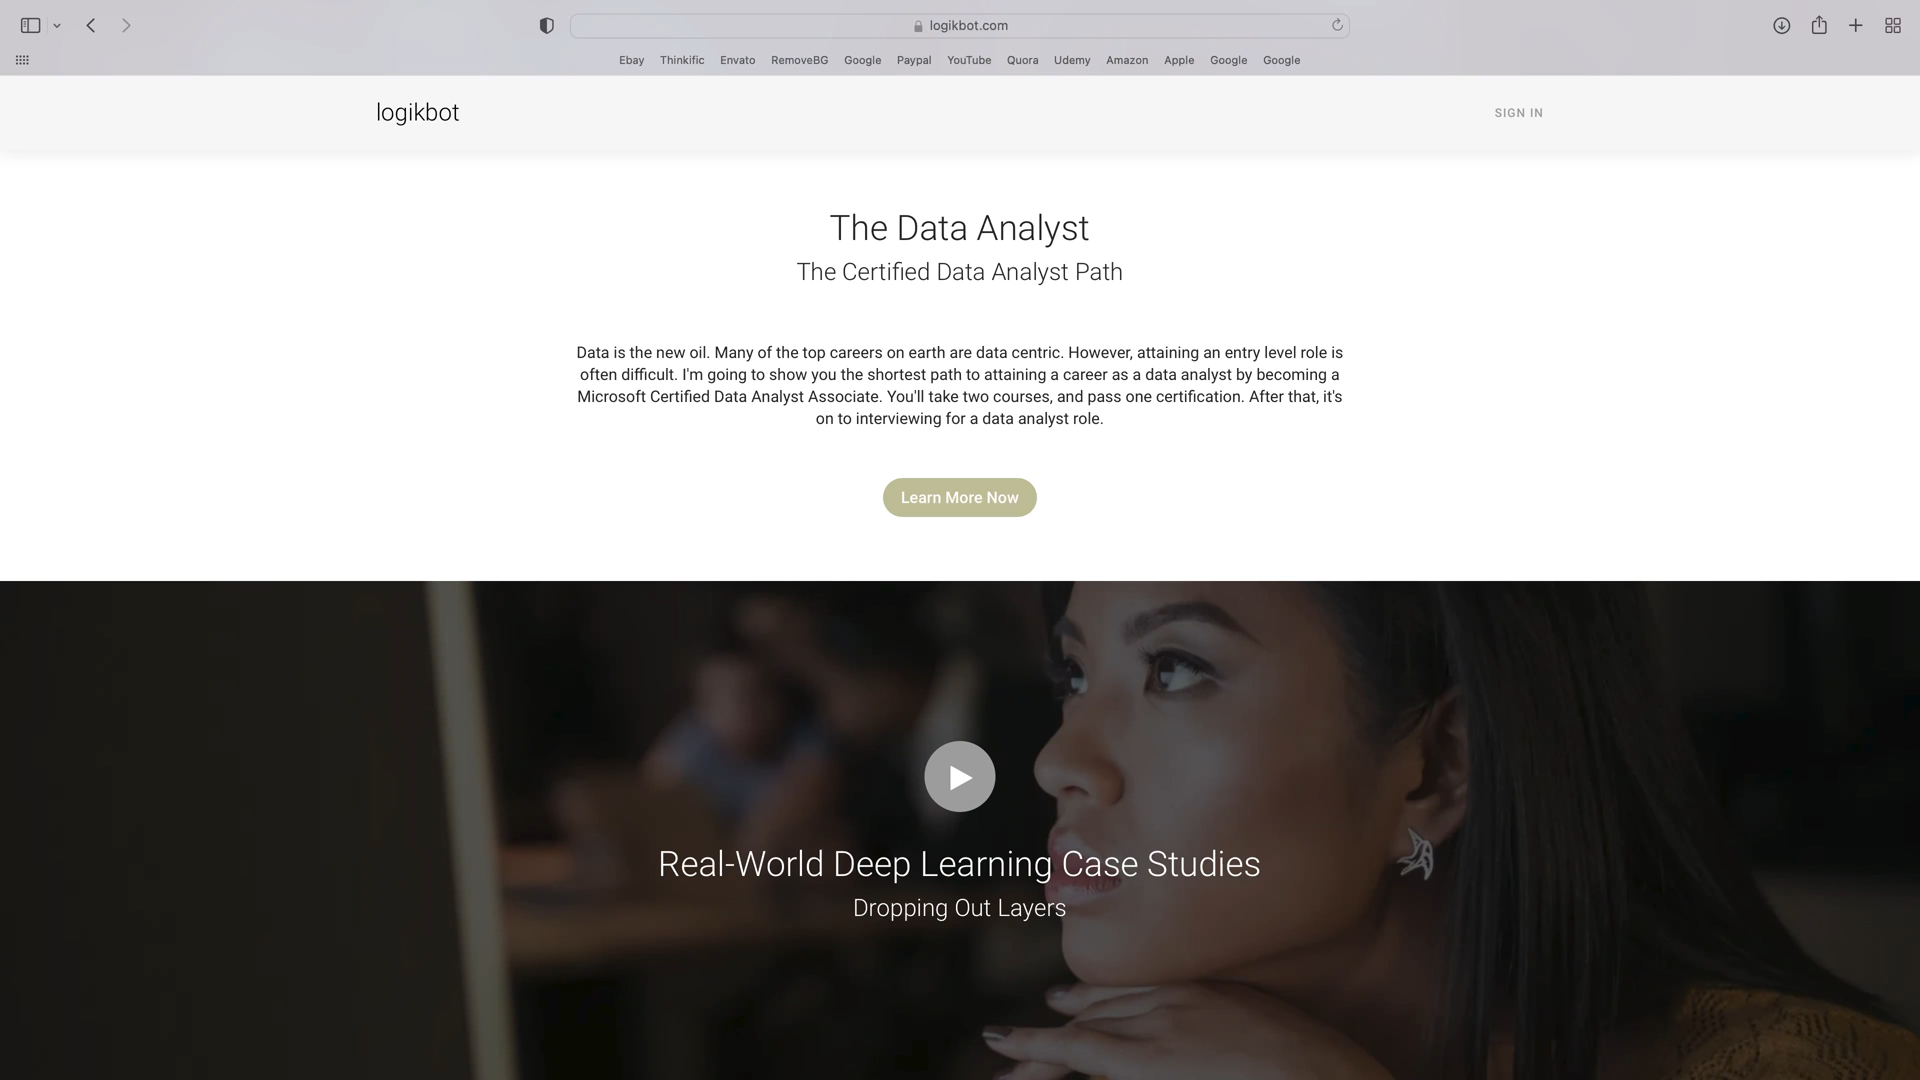 logikbot.com
Ebay Thinkific Envato RemoveBG Google Paypal YouTube Quora Udemy Amazon Apple Google Google
logikbot
SIGN IN
The Data Analyst
The Certified Data Analyst Path
Data is the new oil. Many of the top careers on earth are data centric. However, attaining an entry level role is
often difficult. I'm going to show you the shortest path to attaining a career as a data analyst by becoming a
Microsoft Certified Data Analyst Associate. You'll take two courses, and pass one certification. After that, it's
on to interviewing for a data analyst role.
Learn More Now
Real-World Deep Learning Case Studies
Dropping Out Layers